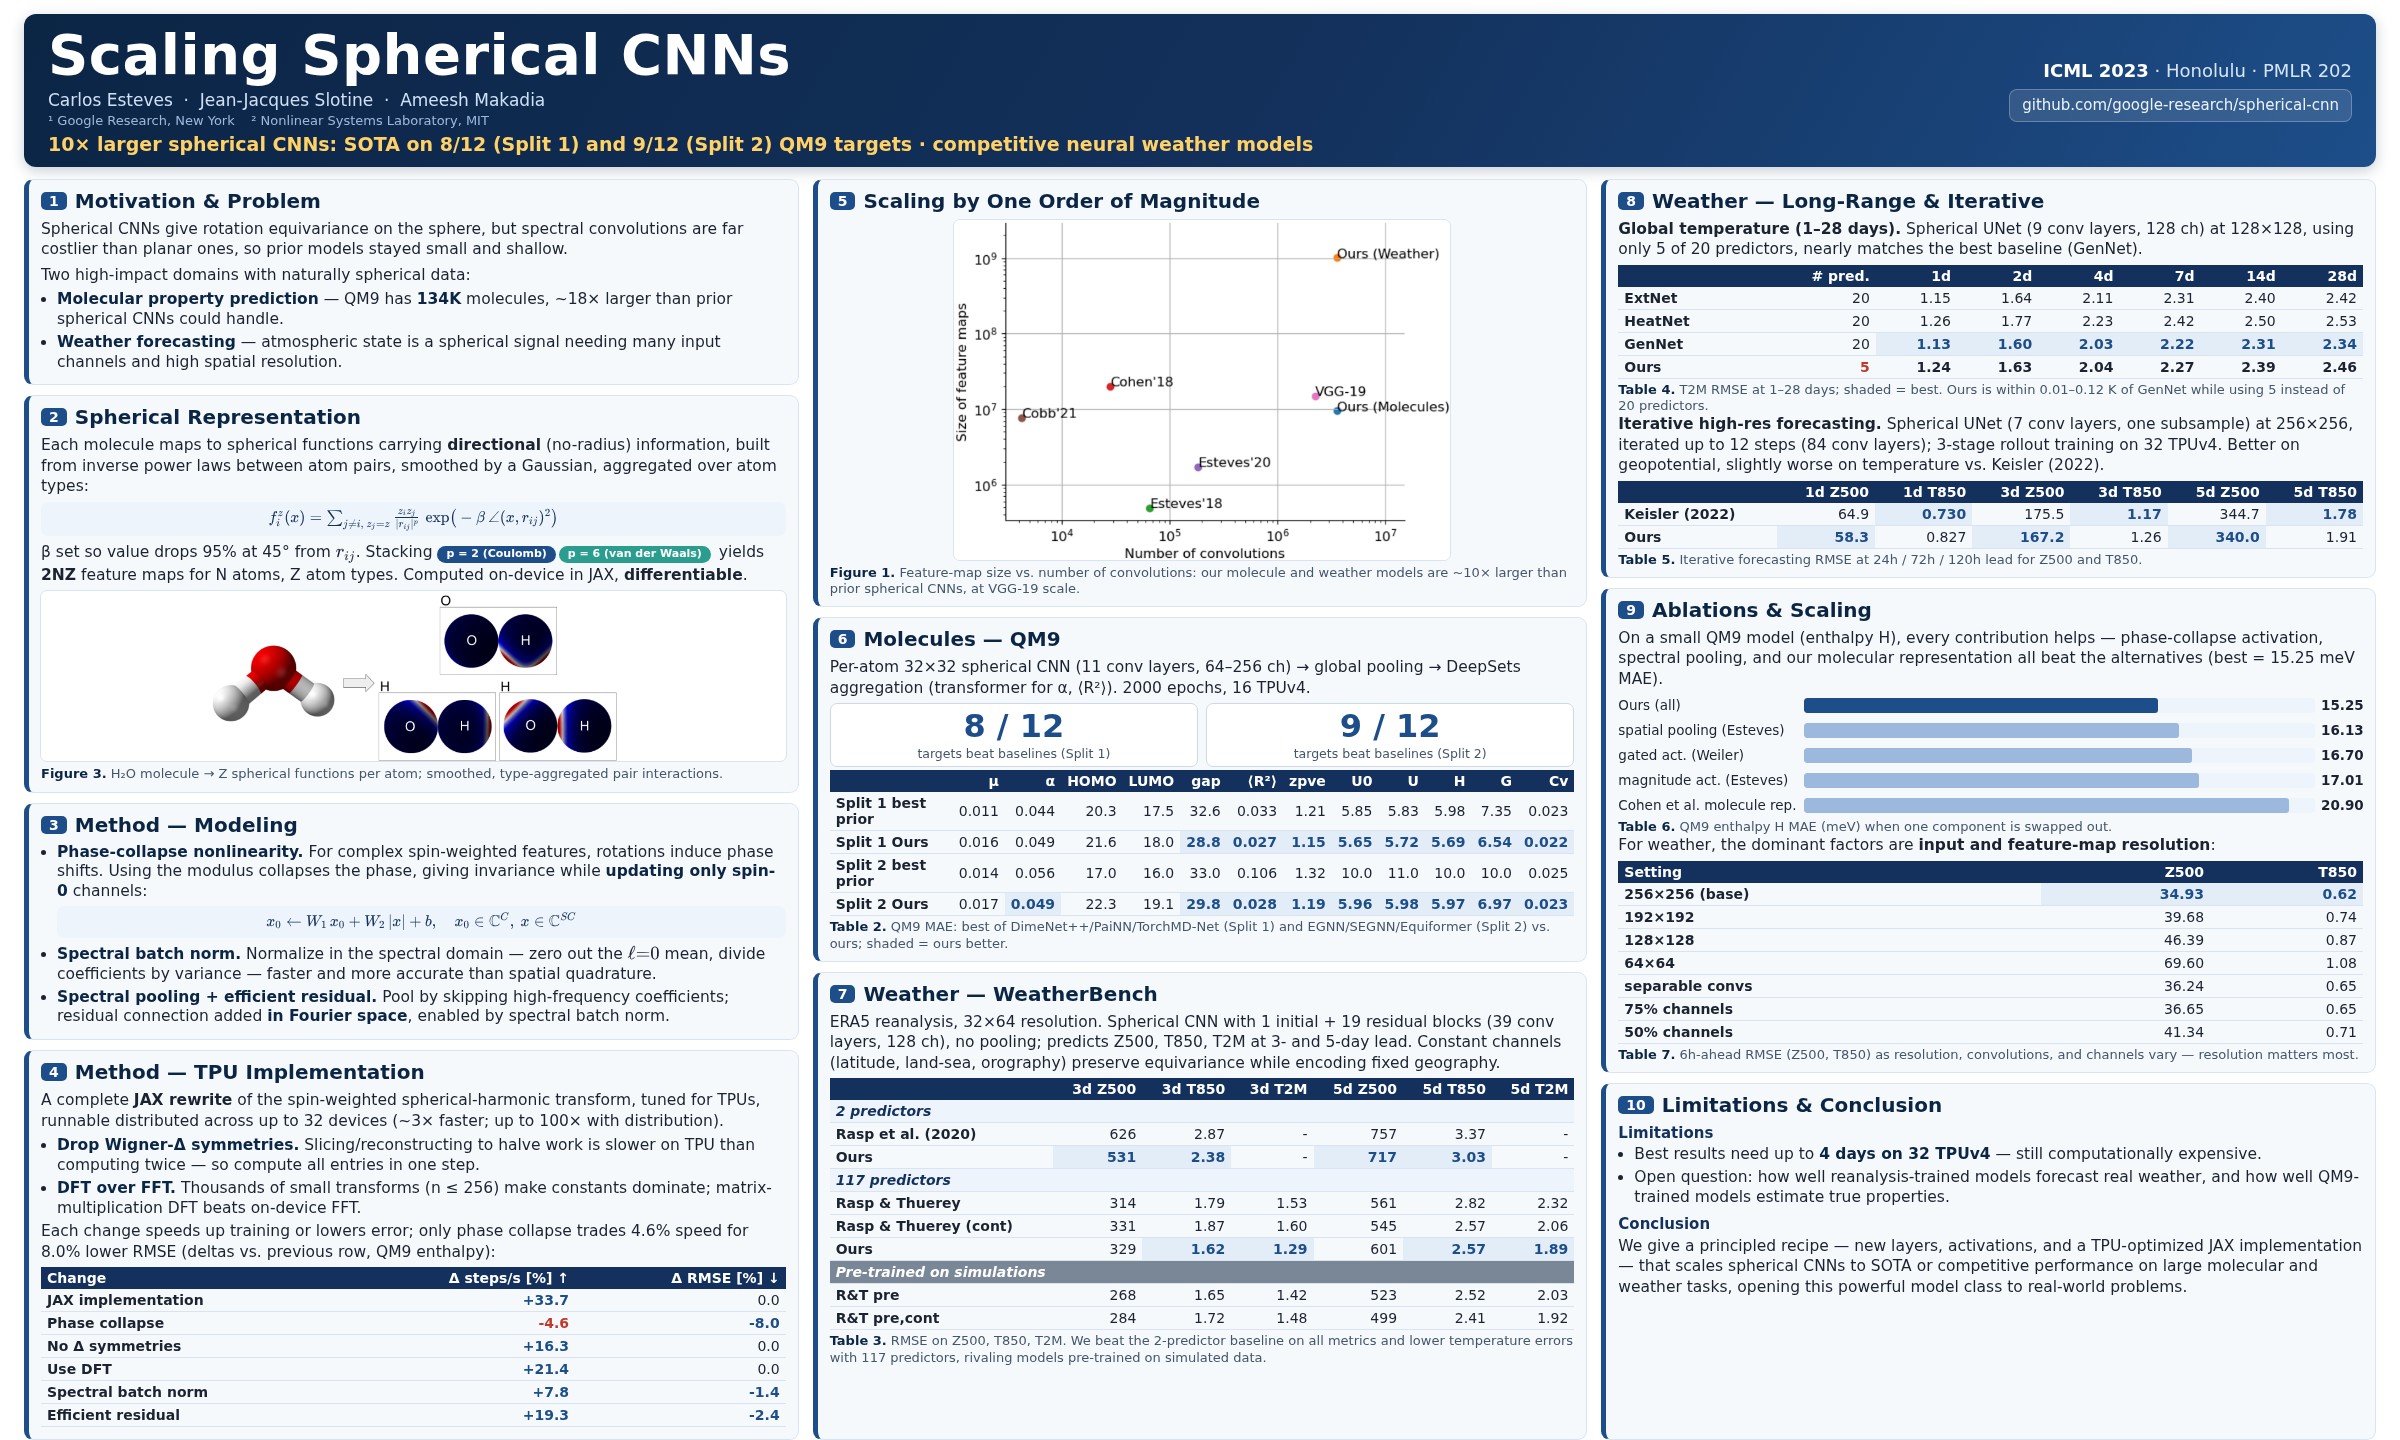 Scaling Spherical CNNs
Carlos Esteves · Jean-Jacques Slotine · Ameesh Makadia
¹ Google Research, New York ² Nonlinear Systems Laboratory, MIT
10× larger spherical CNNs: SOTA on 8/12 (Split 1) and 9/12 (Split 2) QM9 targets · competitive neural weather models
ICML 2023 · Honolulu · PMLR 202
github.com/google-research/spherical-cnn
1 Motivation & Problem
Spherical CNNs give rotation equivariance on the sphere, but spectral convolutions are far
costlier than planar ones, so prior models stayed small and shallow.
Two high-impact domains with naturally spherical data:
• Molecular property prediction — QM9 has 134K molecules, ~18× larger than prior
spherical CNNs could handle.
• Weather forecasting — atmospheric state is a spherical signal needing many input
channels and high spatial resolution.
2 Spherical Representation
Each molecule maps to spherical functions carrying directional (no-radius) information, built
from inverse power laws between atom pairs, smoothed by a Gaussian, aggregated over atom
types:
f_i^z(x) = ∑_{j≠i, z_j=z} z_i z_j / |r_ij|^p exp(− β ∠(x, r_ij)²)
β set so value drops 95% at 45° from r_ij. Stacking p = 2 (Coulomb) p = 6 (van der Waals) yields
2NZ feature maps for N atoms, Z atom types. Computed on-device in JAX, differentiable.
O
O H
H H
O H O H
Figure 3. H₂O molecule → Z spherical functions per atom; smoothed, type-aggregated pair interactions.
3 Method — Modeling
• Phase-collapse nonlinearity. For complex spin-weighted features, rotations induce phase
shifts. Using the modulus collapses the phase, giving invariance while updating only spin-
0 channels:
x₀ ← W₁ x₀ + W₂ |x| + b, x₀ ∈ ℂ^C, x ∈ ℂ^SC
• Spectral batch norm. Normalize in the spectral domain — zero out the ℓ=0 mean, divide
coefficients by variance — faster and more accurate than spatial quadrature.
• Spectral pooling + efficient residual. Pool by skipping high-frequency coefficients;
residual connection added in Fourier space, enabled by spectral batch norm.
4 Method — TPU Implementation
A complete JAX rewrite of the spin-weighted spherical-harmonic transform, tuned for TPUs,
runnable distributed across up to 32 devices (~3× faster; up to 100× with distribution).
• Drop Wigner-Δ symmetries. Slicing/reconstructing to halve work is slower on TPU than
computing twice — so compute all entries in one step.
• DFT over FFT. Thousands of small transforms (n ≤ 256) make constants dominate; matrix-
multiplication DFT beats on-device FFT.
Each change speeds up training or lowers error; only phase collapse trades 4.6% speed for
8.0% lower RMSE (deltas vs. previous row, QM9 enthalpy):
Change Δ steps/s [%] ↑ Δ RMSE [%] ↓
JAX implementation +33.7 0.0
Phase collapse -4.6 -8.0
No Δ symmetries +16.3 0.0
Use DFT +21.4 0.0
Spectral batch norm +7.8 -1.4
Efficient residual +19.3 -2.4
5 Scaling by One Order of Magnitude
Size of feature maps
10⁹
10⁸
10⁷
10⁶
Ours (Weather)
Cohen'18
VGG-19
Cobb'21
Ours (Molecules)
Esteves'20
Esteves'18
10⁴ 10⁵ 10⁶ 10⁷
Number of convolutions
Figure 1. Feature-map size vs. number of convolutions: our molecule and weather models are ~10× larger than
prior spherical CNNs, at VGG-19 scale.
6 Molecules — QM9
Per-atom 32×32 spherical CNN (11 conv layers, 64–256 ch) → global pooling → DeepSets
aggregation (transformer for α, ⟨R²⟩). 2000 epochs, 16 TPUv4.
8 / 12
targets beat baselines (Split 1)
9 / 12
targets beat baselines (Split 2)
μ α HOMO LUMO gap ⟨R²⟩ zpve U0 U H G Cv
Split 1 best
prior 0.011 0.044 20.3 17.5 32.6 0.033 1.21 5.85 5.83 5.98 7.35 0.023
Split 1 Ours 0.016 0.049 21.6 18.0 28.8 0.027 1.15 5.65 5.72 5.69 6.54 0.022
Split 2 best
prior 0.014 0.056 17.0 16.0 33.0 0.106 1.32 10.0 11.0 10.0 10.0 0.025
Split 2 Ours 0.017 0.049 22.3 19.1 29.8 0.028 1.19 5.96 5.98 5.97 6.97 0.023
Table 2. QM9 MAE: best of DimeNet++/PaiNN/TorchMD-Net (Split 1) and EGNN/SEGNN/Equiformer (Split 2) vs.
ours; shaded = ours better.
7 Weather — WeatherBench
ERA5 reanalysis, 32×64 resolution. Spherical CNN with 1 initial + 19 residual blocks (39 conv
layers, 128 ch), no pooling; predicts Z500, T850, T2M at 3- and 5-day lead. Constant channels
(latitude, land-sea, orography) preserve equivariance while encoding fixed geography.
3d Z500 3d T850 3d T2M 5d Z500 5d T850 5d T2M
2 predictors
Rasp et al. (2020) 626 2.87 - 757 3.37 -
Ours 531 2.38 - 717 3.03 -
117 predictors
Rasp & Thuerey 314 1.79 1.53 561 2.82 2.32
Rasp & Thuerey (cont) 331 1.87 1.60 545 2.57 2.06
Ours 329 1.62 1.29 601 2.57 1.89
Pre-trained on simulations
R&T pre 268 1.65 1.42 523 2.52 2.03
R&T pre,cont 284 1.72 1.48 499 2.41 1.92
Table 3. RMSE on Z500, T850, T2M. We beat the 2-predictor baseline on all metrics and lower temperature errors
with 117 predictors, rivaling models pre-trained on simulated data.
8 Weather — Long-Range & Iterative
Global temperature (1–28 days). Spherical UNet (9 conv layers, 128 ch) at 128×128, using
only 5 of 20 predictors, nearly matches the best baseline (GenNet).
# pred. 1d 2d 4d 7d 14d 28d
ExtNet 20 1.15 1.64 2.11 2.31 2.40 2.42
HeatNet 20 1.26 1.77 2.23 2.42 2.50 2.53
GenNet 20 1.13 1.60 2.03 2.22 2.31 2.34
Ours 5 1.24 1.63 2.04 2.27 2.39 2.46
Table 4. T2M RMSE at 1–28 days; shaded = best. Ours is within 0.01–0.12 K of GenNet while using 5 instead of
20 predictors.
Iterative high-res forecasting. Spherical UNet (7 conv layers, one subsample) at 256×256,
iterated up to 12 steps (84 conv layers); 3-stage rollout training on 32 TPUv4. Better on
geopotential, slightly worse on temperature vs. Keisler (2022).
1d Z500 1d T850 3d Z500 3d T850 5d Z500 5d T850
Keisler (2022) 64.9 0.730 175.5 1.17 344.7 1.78
Ours 58.3 0.827 167.2 1.26 340.0 1.91
Table 5. Iterative forecasting RMSE at 24h / 72h / 120h lead for Z500 and T850.
9 Ablations & Scaling
On a small QM9 model (enthalpy H), every contribution helps — phase-collapse activation,
spectral pooling, and our molecular representation all beat the alternatives (best = 15.25 meV
MAE).
Ours (all) 15.25
spatial pooling (Esteves) 16.13
gated act. (Weiler) 16.70
magnitude act. (Esteves) 17.01
Cohen et al. molecule rep. 20.90
Table 6. QM9 enthalpy H MAE (meV) when one component is swapped out.
For weather, the dominant factors are input and feature-map resolution:
Setting Z500 T850
256×256 (base) 34.93 0.62
192×192 39.68 0.74
128×128 46.39 0.87
64×64 69.60 1.08
separable convs 36.24 0.65
75% channels 36.65 0.65
50% channels 41.34 0.71
Table 7. 6h-ahead RMSE (Z500, T850) as resolution, convolutions, and channels vary — resolution matters most.
10 Limitations & Conclusion
Limitations
• Best results need up to 4 days on 32 TPUv4 — still computationally expensive.
• Open question: how well reanalysis-trained models forecast real weather, and how well QM9-
trained models estimate true properties.
Conclusion
We give a principled recipe — new layers, activations, and a TPU-optimized JAX implementation
— that scales spherical CNNs to SOTA or competitive performance on large molecular and
weather tasks, opening this powerful model class to real-world problems.